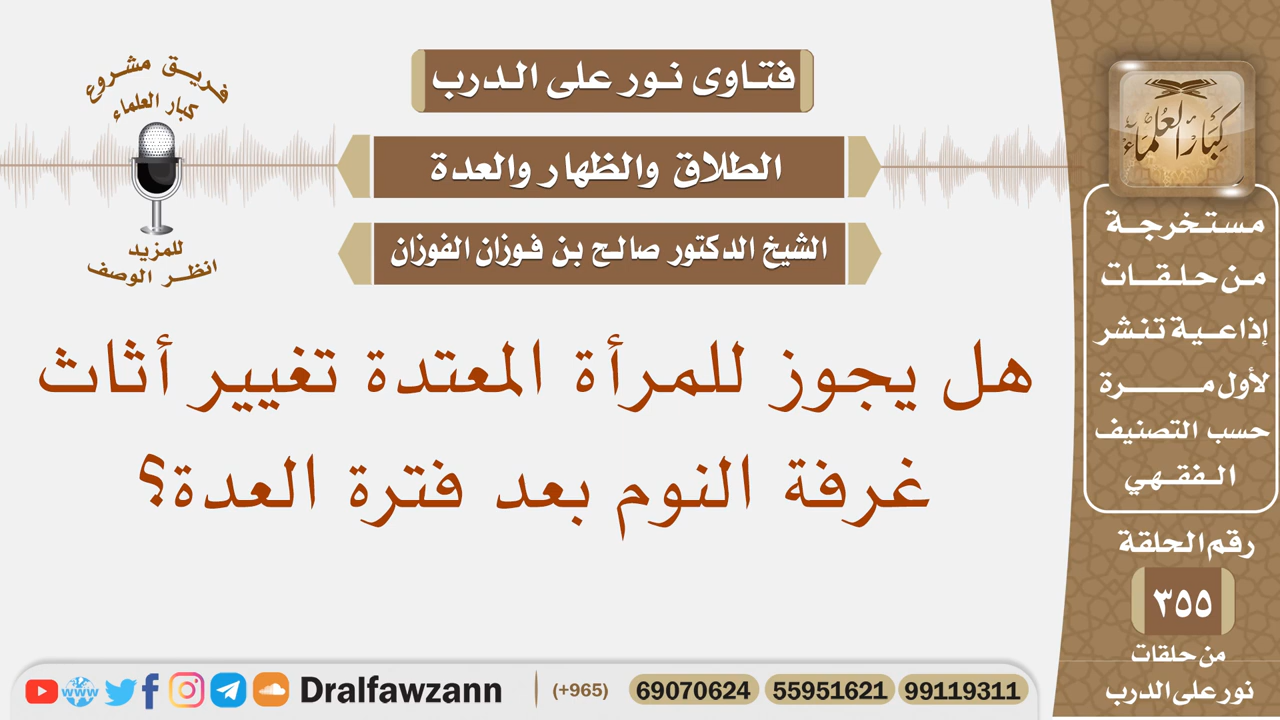 فتاوى نور على الدرب
الطلاق والظهار والعدة
الشيخ الدكتور صالح بن فوزان الفوزان
فريق مشروع
كبار العلماء
للمزيد
انظر الوصف
هل يجوز للمرأة المعتدة تغيير أثاث
غرفة النوم بعد فترة العدة؟
كبار العلماء
مستخرجة
من حلقات
إذاعية تنشر
لأول مرة
حسب التصنيف
الفقهي
رقم الحلقة
٣٥٥
من حلقات
نور على الدرب
www Dralfawzann (+965) 69070624 55951621 99119311